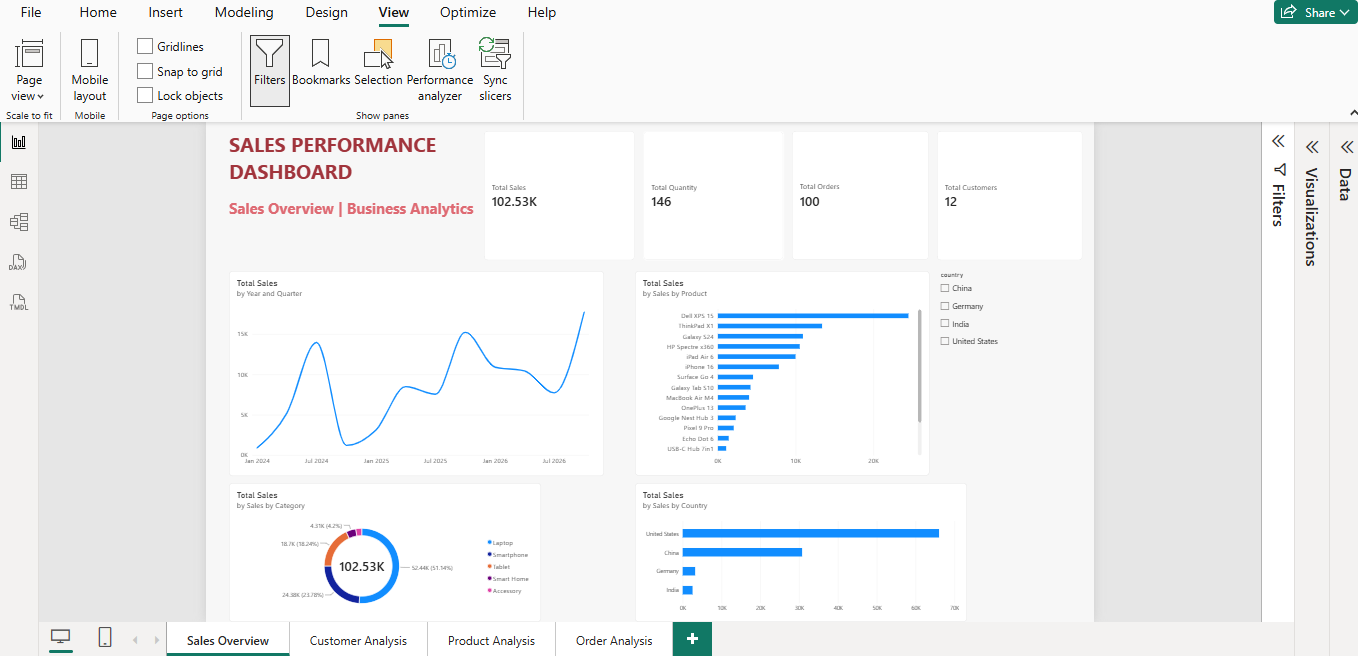 File Home Insert Modeling Design View Optimize Help Share
Gridlines
Snap to grid
Lock objects
Page view
Mobile layout
Filters Bookmarks Selection Performance analyzer Sync slicers
Scale to fit Mobile Page options Show panes
SALES PERFORMANCE
DASHBOARD
Sales Overview | Business Analytics
Total Sales
102.53K
Total Quantity
146
Total Orders
100
Total Customers
12
Total Sales
by Year and Quarter
15K
10K
5K
0K
Jan 2024 Jul 2024 Jan 2025 Jul 2025 Jan 2026 Jul 2026
Total Sales
by Sales by Product
Dell XPS 15
ThinkPad X1
Galaxy S24
HP Spectre x360
iPad Air 6
iPhone 16
Surface Go 4
Galaxy Tab S10
MacBook Air M4
OnePlus 13
Google Nest Hub 3
Pixel 9 Pro
Echo Dot 6
USB-C Hub 7in1
0K 10K 20K
country
China
Germany
India
United States
Total Sales
by Sales by Category
4.31K (4.2%)
18.7K (18.24%)
102.53K
52.44K (51.14%)
24.38K (23.78%)
Laptop
Smartphone
Tablet
Smart Home
Accessory
Total Sales
by Sales by Country
United States
China
Germany
India
0K 10K 20K 30K 40K 50K 60K 70K
Filters
Visualizations
Data
DAX
TMDL
Sales Overview Customer Analysis Product Analysis Order Analysis